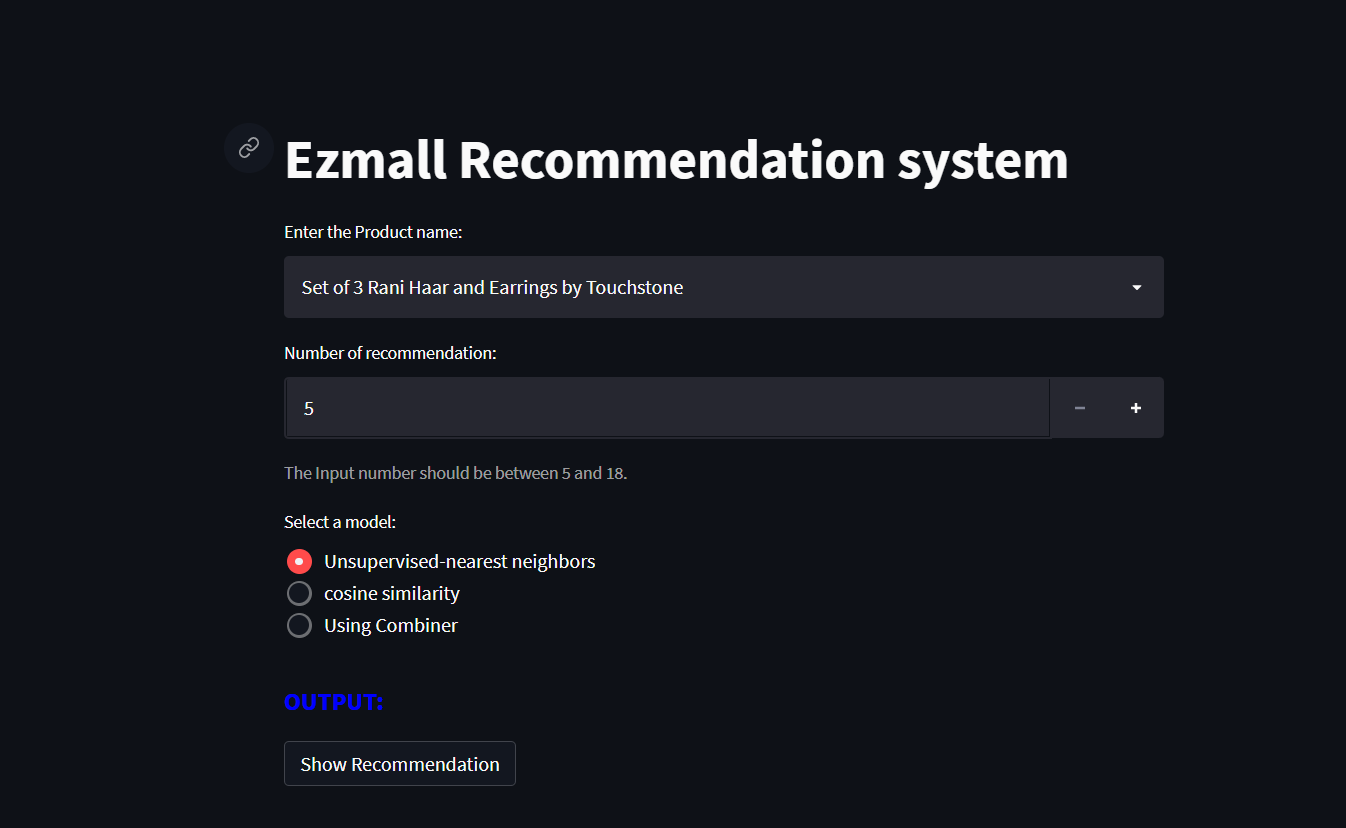 Ezmall Recommendation system
Enter the Product name:
Set of 3 Rani Haar and Earrings by Touchstone
Number of recommendation:
5
The Input number should be between 5 and 18.
Select a model:
Unsupervised-nearest neighbors
cosine similarity
Using Combiner
OUTPUT:
Show Recommendation